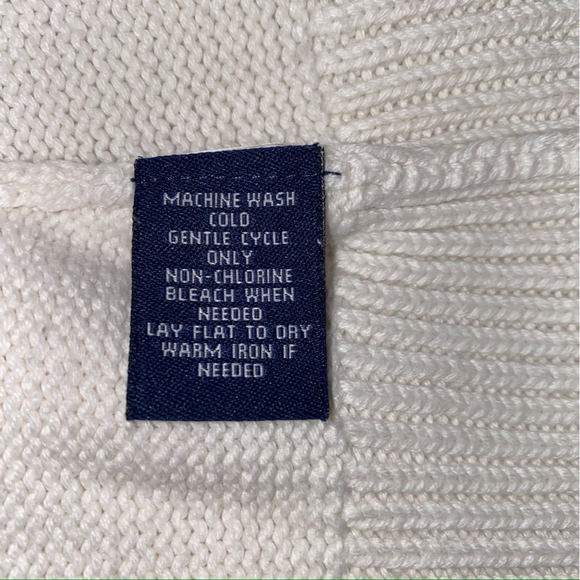 MACHINE WASH
COLD
GENTLE CYCLE
ONLY
NON-CHLORINE
BLEACH WHEN
NEEDED
LAY FLAT TO DRY
WARM IRON IF
NEEDED